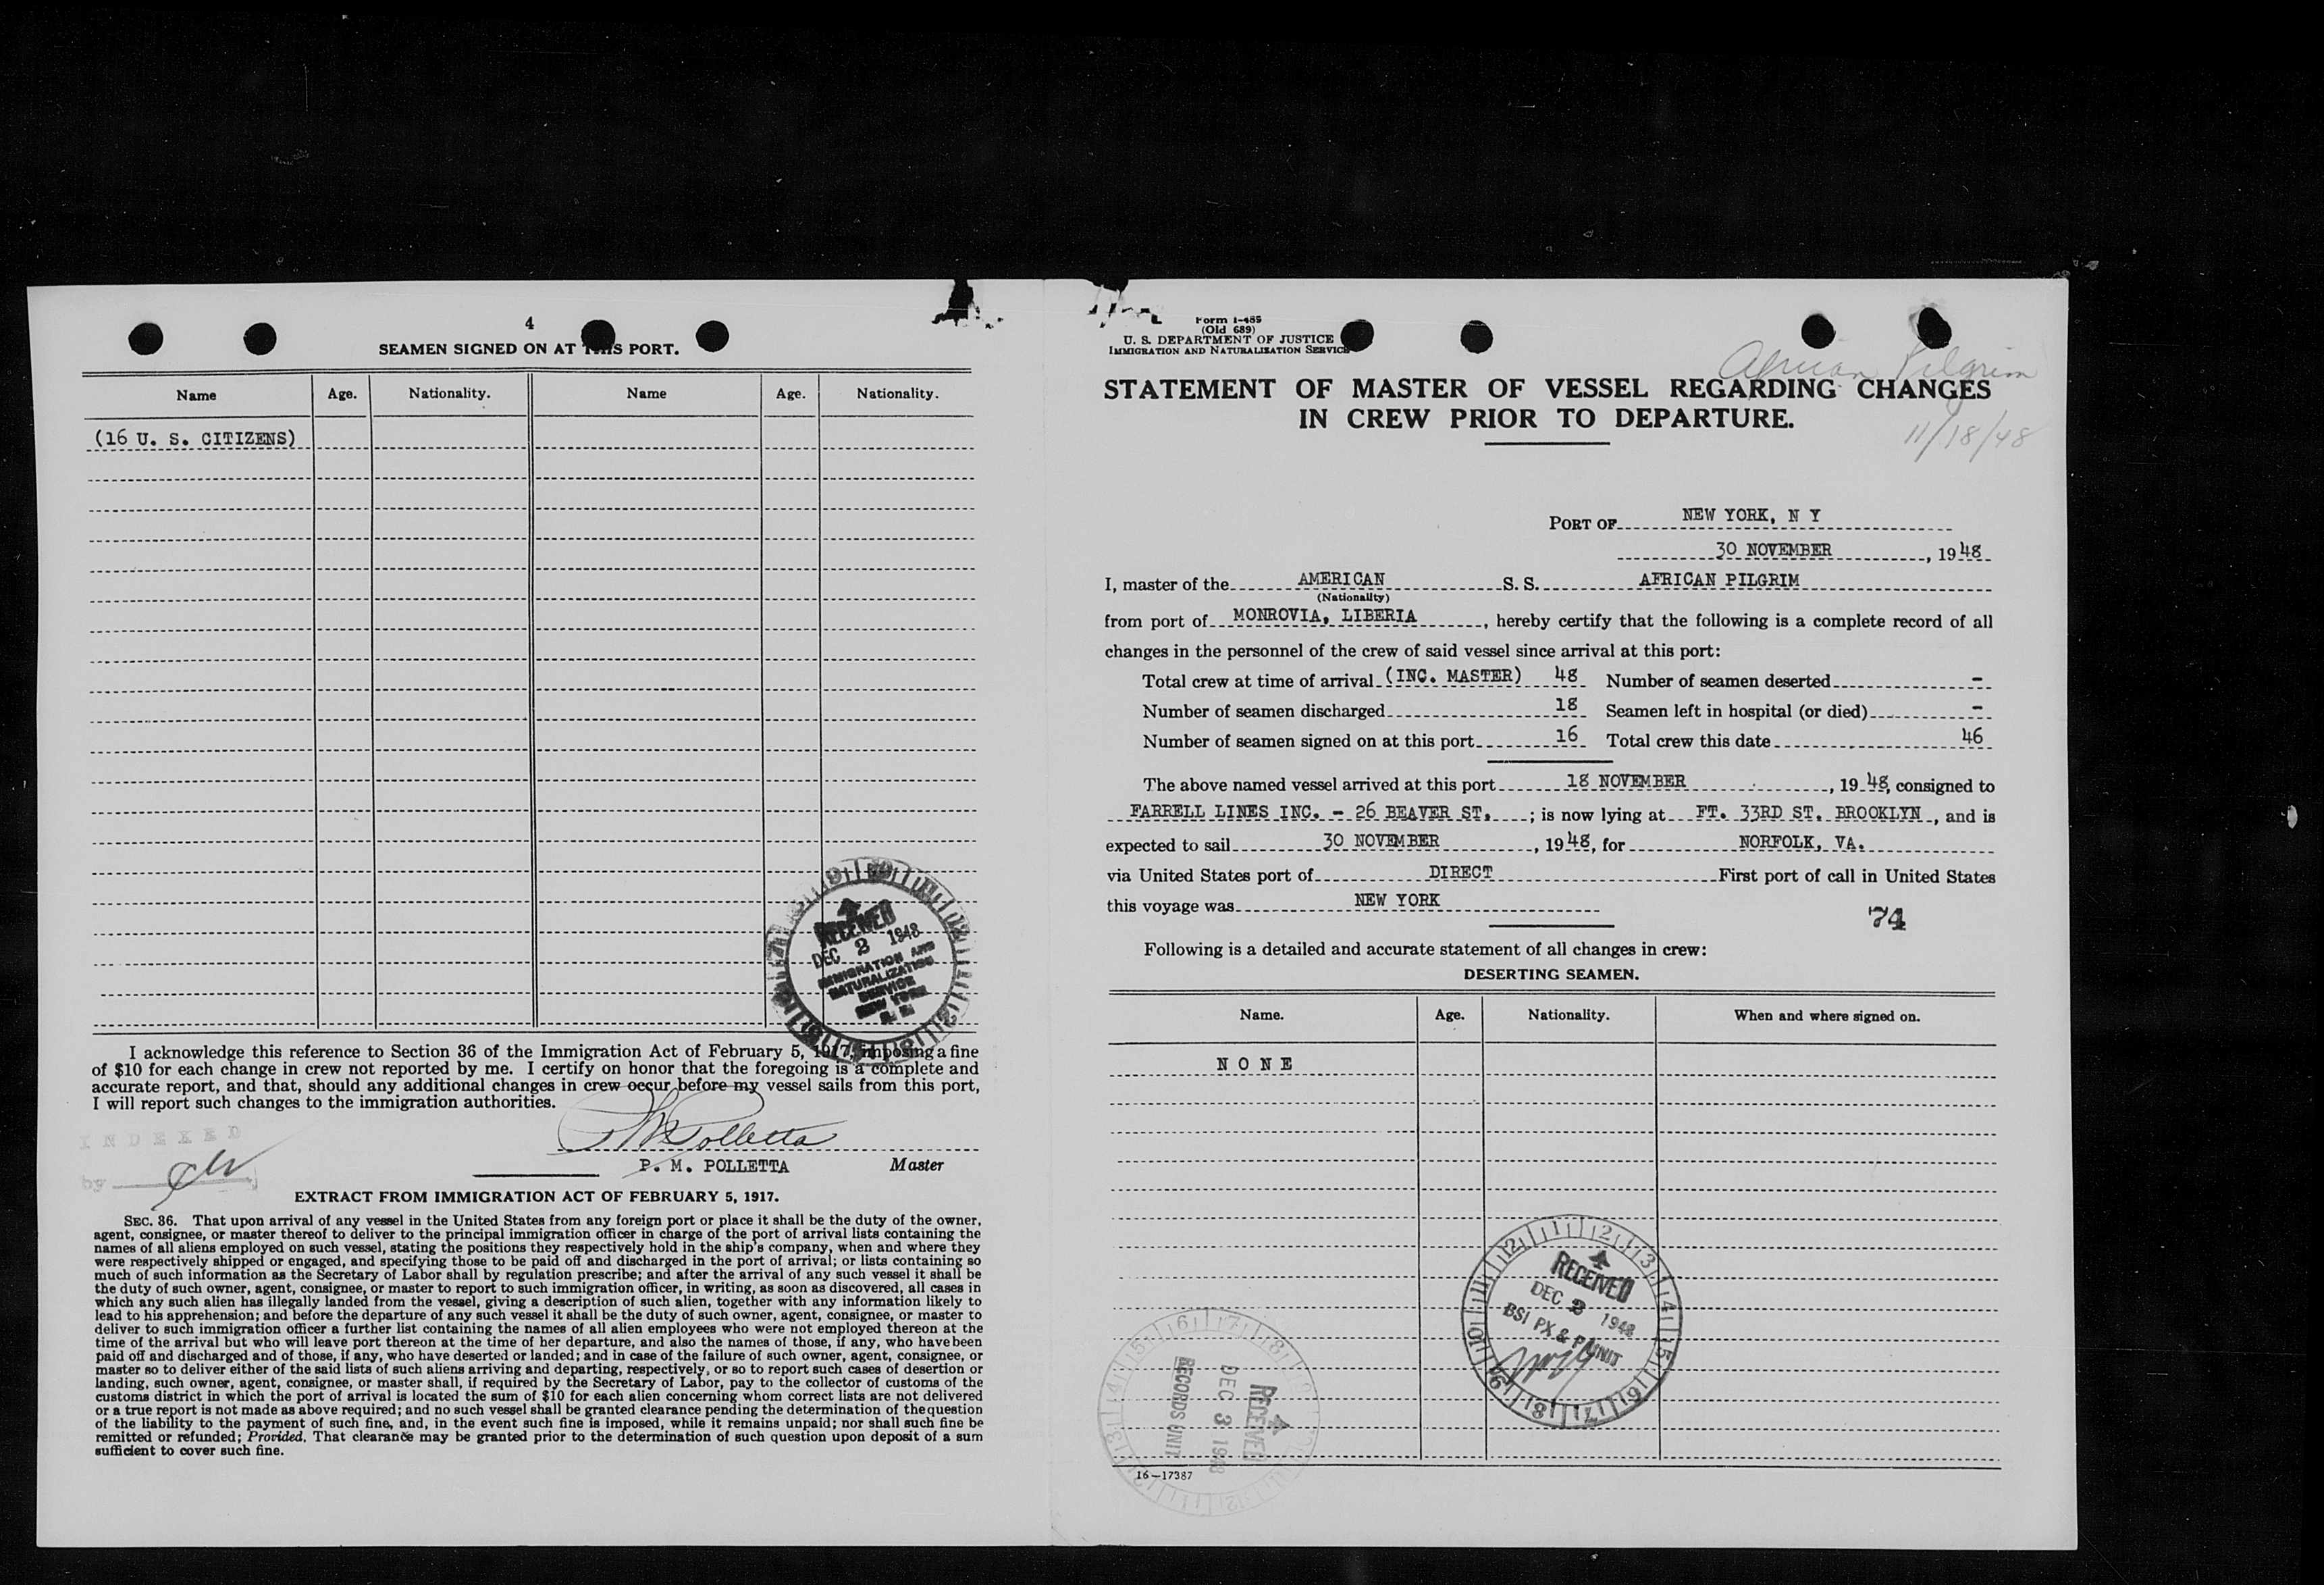 4
SEAMEN SIGNED ON AT THIS PORT.
Name Age. Nationality. Name Age. Nationality.
(16 U. S. CITIZENS)
RECEIVED
DEC 2 1948
IMMIGRATION AND
NATURALIZATION
SERVICE
NEW YORK
N. Y.
I acknowledge this reference to Section 36 of the Immigration Act of February 5, 1917, imposing a fine
of $10 for each change in crew not reported by me. I certify on honor that the foregoing is a complete and
accurate report, and that, should any additional changes in crew occur before my vessel sails from this port,
I will report such changes to the immigration authorities.
INDEXED
by
P M Polletta
P. M. POLLETTA Master
EXTRACT FROM IMMIGRATION ACT OF FEBRUARY 5, 1917.
SEC. 36. That upon arrival of any vessel in the United States from any foreign port or place it shall be the duty of the owner,
agent, consignee, or master thereof to deliver to the principal immigration officer in charge of the port of arrival lists containing the
names of all aliens employed on such vessel, stating the positions they respectively hold in the ship's company, when and where they
were respectively shipped or engaged, and specifying those to be paid off and discharged in the port of arrival; or lists containing so
much of such information as the Secretary of Labor shall by regulation prescribe; and after the arrival of any such vessel it shall be
the duty of such owner, agent, consignee, or master to report to such immigration officer, in writing, as soon as discovered, all cases in
which any such alien has illegally landed from the vessel, giving a description of such alien, together with any information likely to
lead to his apprehension; and before the departure of any such vessel it shall be the duty of such owner, agent, consignee, or master to
deliver to such immigration officer a further list containing the names of all alien employees who were not employed thereon at the
time of the arrival but who will leave port thereon at the time of her departure, and also the names of those, if any, who have been
paid off and discharged and of those, if any, who have deserted or landed; and in case of the failure of such owner, agent, consignee, or
master so to deliver either of the said lists of such aliens arriving and departing, respectively, or so to report such cases of desertion or
landing, such owner, agent, consignee, or master shall, if required by the Secretary of Labor, pay to the collector of customs of the
customs district in which the port of arrival is located the sum of $10 for each alien concerning whom correct lists are not delivered
or a true report is not made as above required; and no such vessel shall be granted clearance pending the determination of the question
of the liability to the payment of such fine, and, in the event such fine is imposed, while it remains unpaid; nor shall such fine be
remitted or refunded; Provided, That clearance may be granted prior to the determination of such question upon deposit of a sum
sufficient to cover such fine.
Form I-489
(Old 689)
U. S. DEPARTMENT OF JUSTICE
IMMIGRATION AND NATURALIZATION SERVICE
African Pilgrim
STATEMENT OF MASTER OF VESSEL REGARDING CHANGES
IN CREW PRIOR TO DEPARTURE.
11/18/48
PORT OF NEW YORK, N Y
30 NOVEMBER, 1948
I, master of the AMERICAN S. S. AFRICAN PILGRIM
(Nationality)
from port of MONROVIA, LIBERIA, hereby certify that the following is a complete record of all
changes in the personnel of the crew of said vessel since arrival at this port:
Total crew at time of arrival (INC. MASTER) 48 Number of seamen deserted -
Number of seamen discharged 18 Seamen left in hospital (or died) -
Number of seamen signed on at this port 16 Total crew this date 46
The above named vessel arrived at this port 18 NOVEMBER, 1948, consigned to
FARRELL LINES INC. - 26 BEAVER ST.; is now lying at FT. 33RD ST. BROOKLYN, and is
expected to sail 30 NOVEMBER, 1948, for NORFOLK, VA.
via United States port of DIRECT First port of call in United States
this voyage was NEW YORK
74
Following is a detailed and accurate statement of all changes in crew:
DESERTING SEAMEN.
Name. Age. Nationality. When and where signed on.
N O N E
RECEIVED
DEC 2 1948
BSI PX & P UNIT
RECEIVED
DEC 3 1948
RECORDS UNIT
16—17387